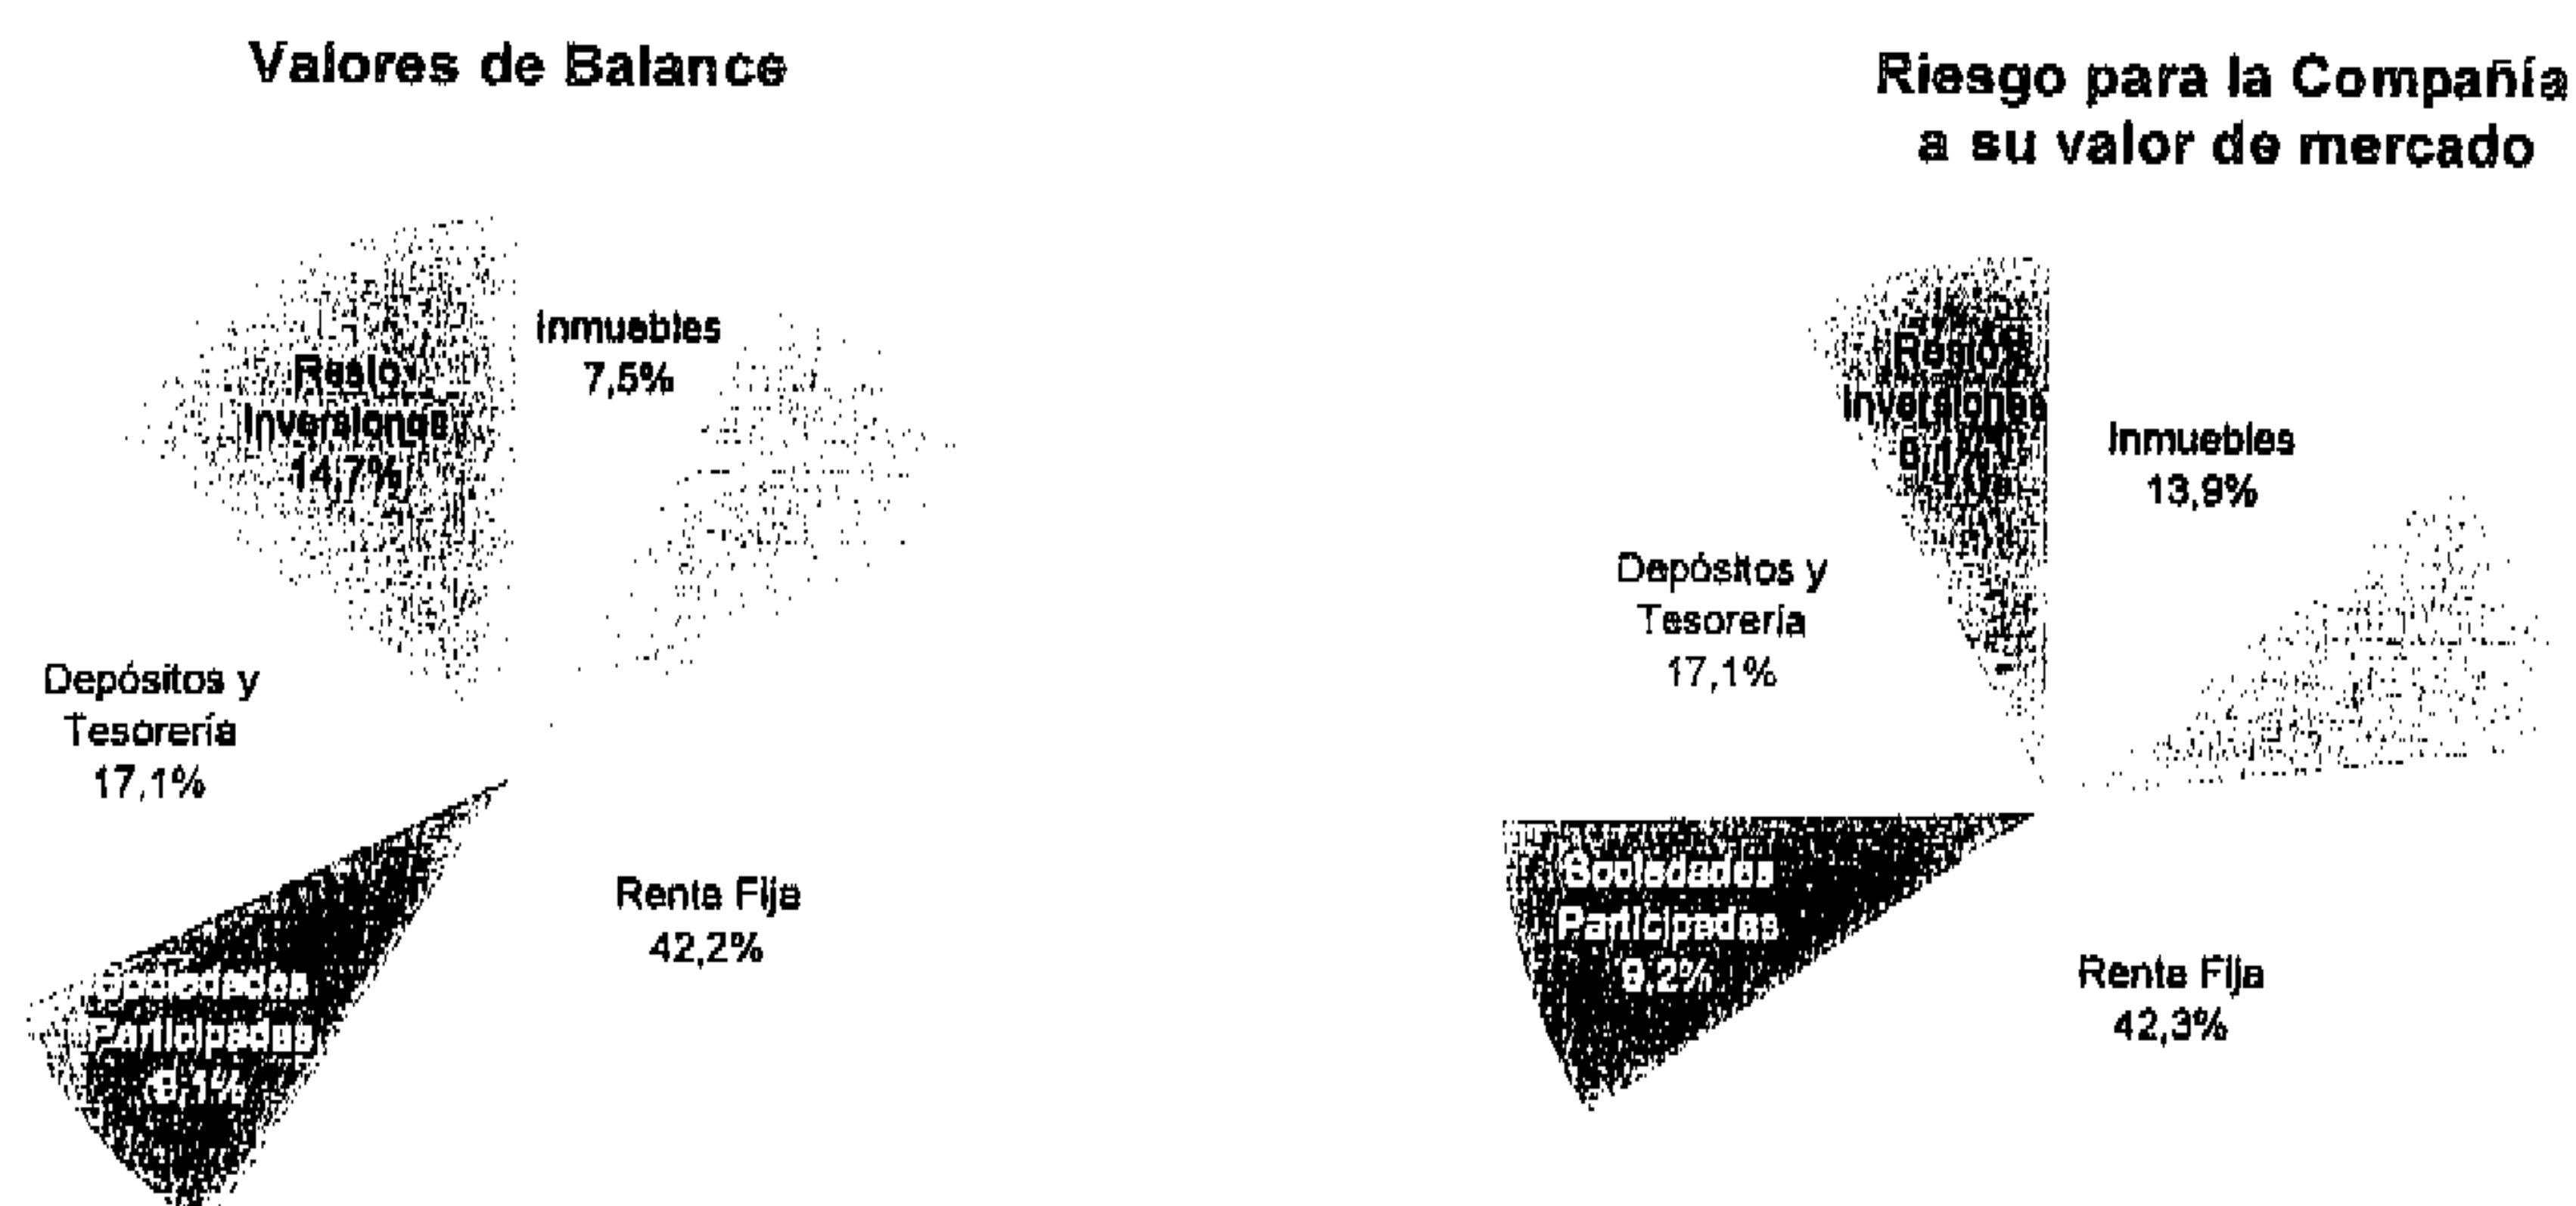 Valores de Balance
Inmuebles
7,5%
Resto
Inversiones
14,7%
Depósitos y
Tesorería
17,1%
Renta Fija
42,2%
Sociedades
Participadas
Riesgo para la Compañía
a su valor de mercado
Resto
Inversiones
Inmuebles
13,9%
Depósitos y
Tesorería
17,1%
Sociedades
Participadas
9,2%
Renta Fija
42,3%